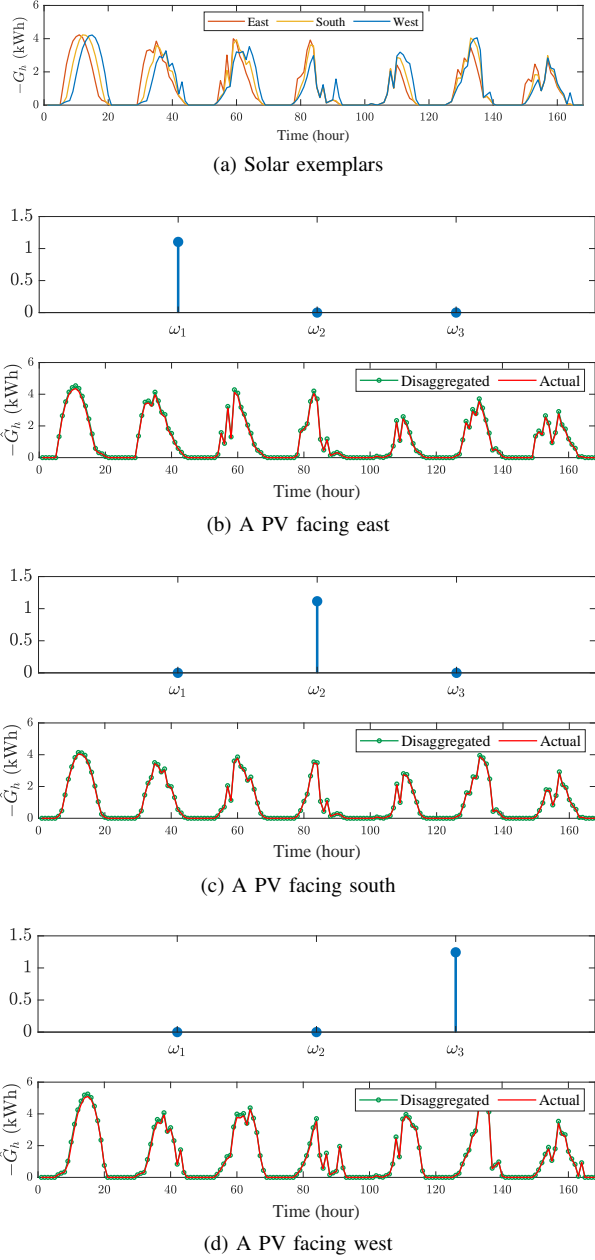 6
4
2
0
−G_h (kWh)
East South West
0 20 40 60 80 100 120 140 160
Time (hour)
(a) Solar exemplars
1.5
1
0.5
0
ω₁ ω₂ ω₃
6
4
2
0
−Ĝ_h (kWh)
Disaggregated Actual
0 20 40 60 80 100 120 140 160
Time (hour)
(b) A PV facing east
1.5
1
0.5
0
ω₁ ω₂ ω₃
6
4
2
0
−Ĝ_h (kWh)
Disaggregated Actual
0 20 40 60 80 100 120 140 160
Time (hour)
(c) A PV facing south
1.5
1
0.5
0
ω₁ ω₂ ω₃
6
4
2
0
−Ĝ_h (kWh)
Disaggregated Actual
0 20 40 60 80 100 120 140 160
Time (hour)
(d) A PV facing west